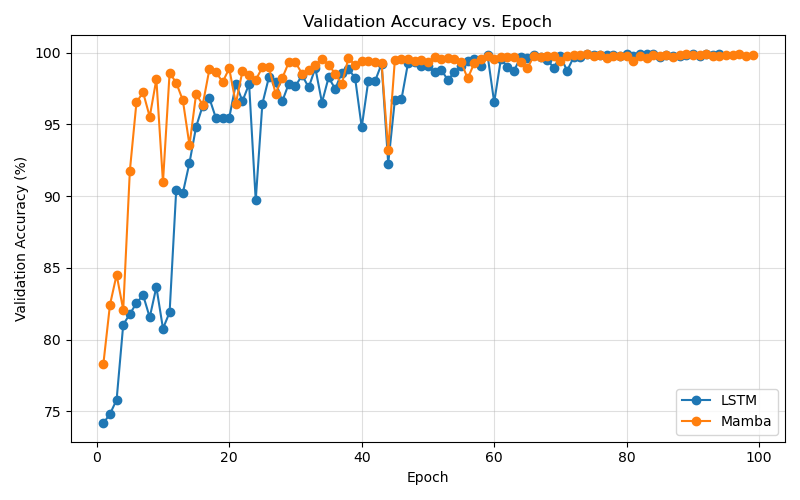 Validation Accuracy vs. Epoch
Validation Accuracy (%)
100
95
90
85
80
75
0 20 40 60 80 100
Epoch
LSTM
Mamba